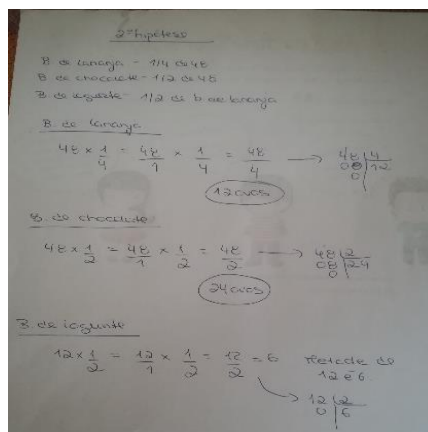 2ª hipótese
B de laranja - 1/4 de 48
B de chocolate - 1/2 de 48
B de iogurte - 1/2 di b de laranja
B. de laranja
48 x 1/4 = 48/1 x 1/4 = 48/4 → 48 | 4
08 12
0
12 ovos
B. de chocolate
48 x 1/2 = 48/1 x 1/2 = 48/2 → 48 | 2
08 24
0
24 ovos
B. de iogurte
12 x 1/2 = 12/1 x 1/2 = 12/2 = 6 metade de
12 é 6.
→ 12 | 2
0 6